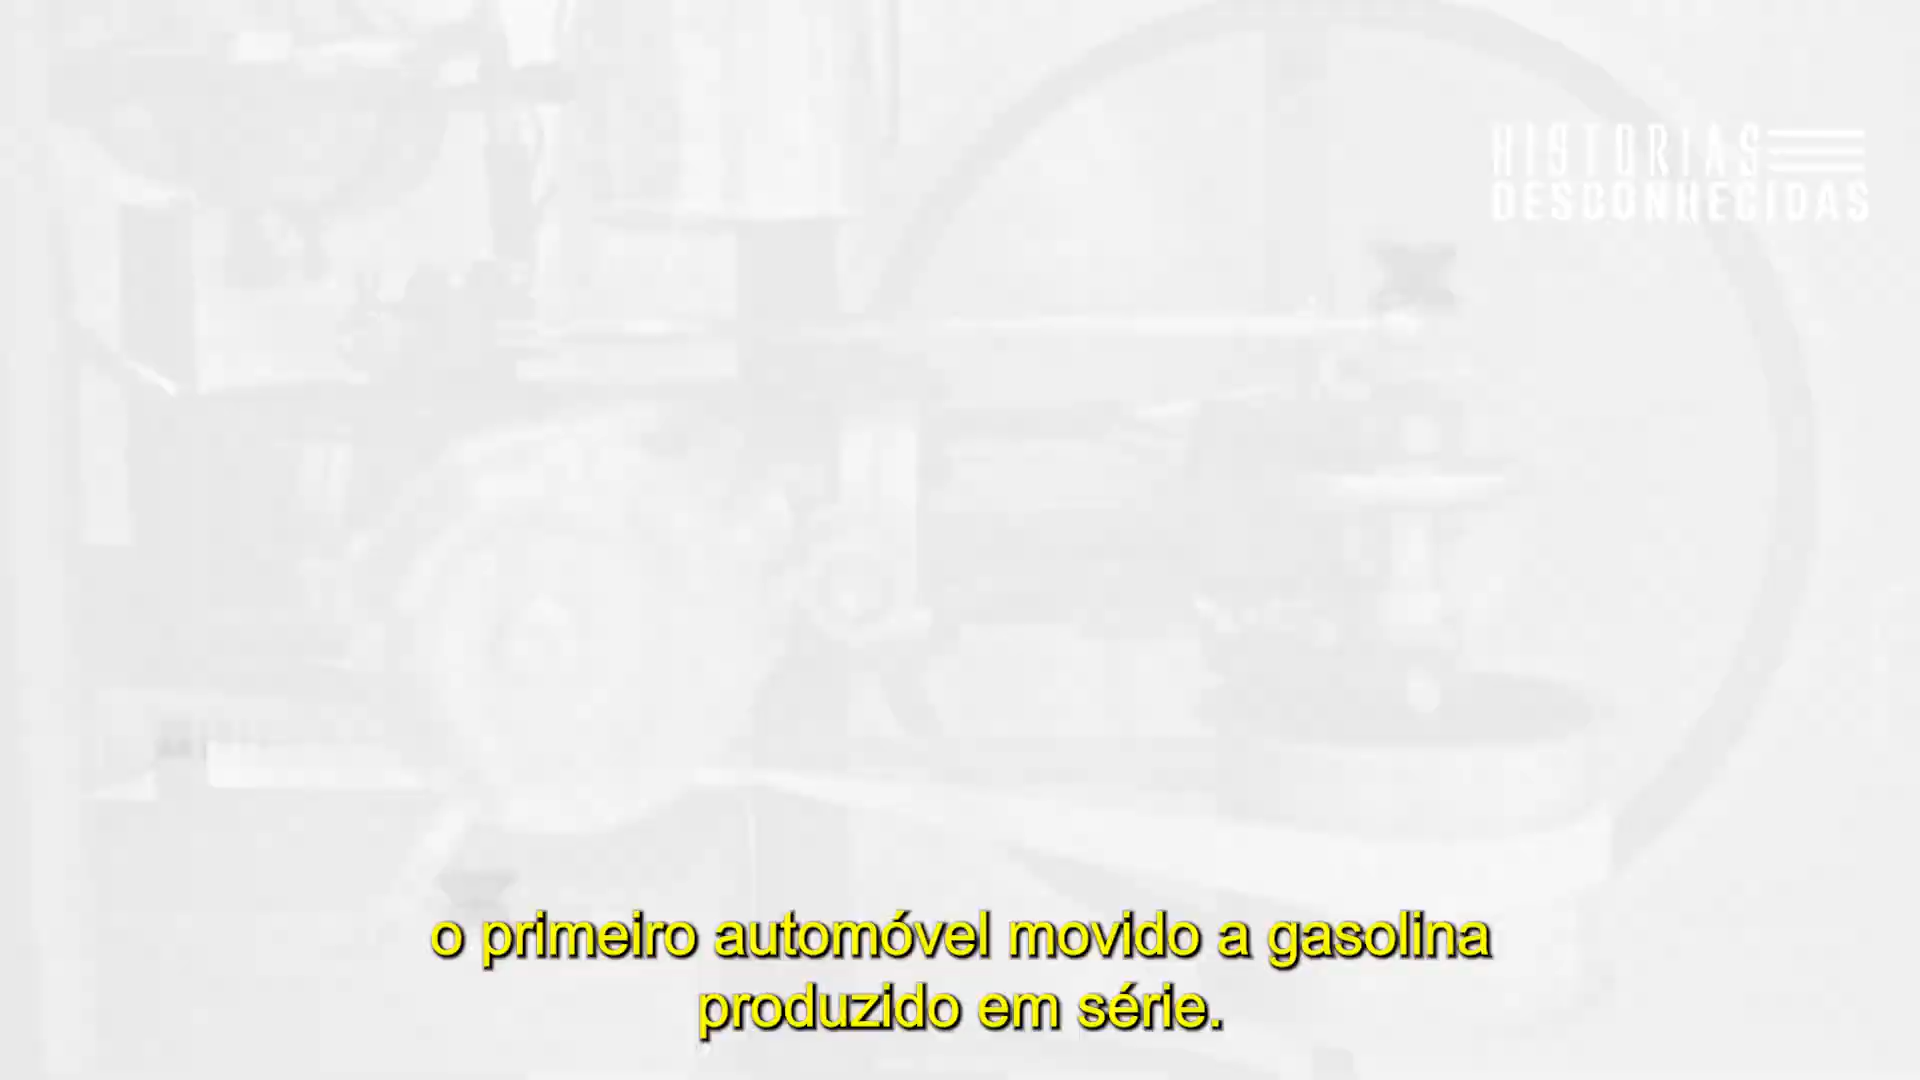 HISTORIAS
DESCONHECIDAS
o primeiro automóvel movido a gasolina
produzido em série.